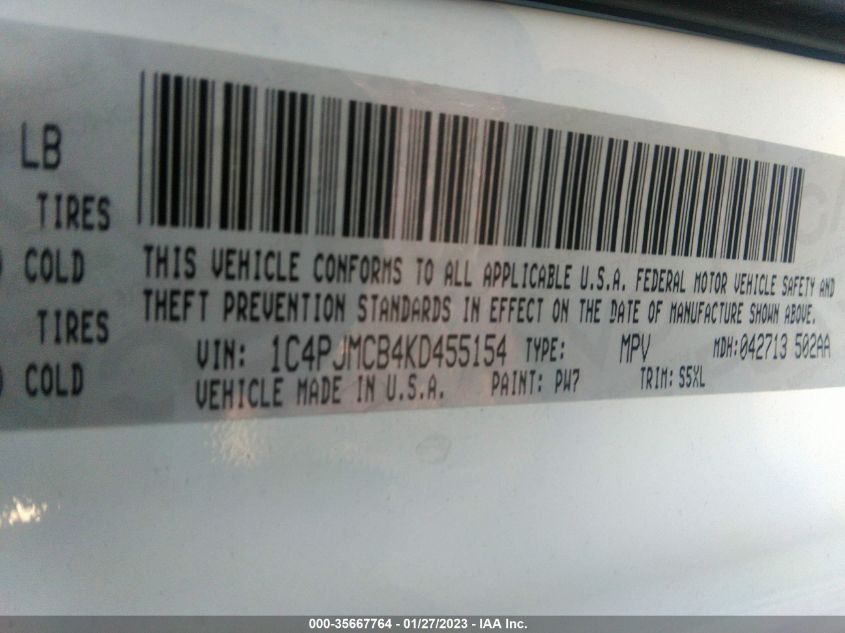 LB
TIRES
COLD
TIRES
COLD
THIS VEHICLE CONFORMS TO ALL APPLICABLE U.S.A. FEDERAL MOTOR VEHICLE SAFETY AND
THEFT PREVENTION STANDARDS IN EFFECT ON THE DATE OF MANUFACTURE SHOWN ABOVE.
VIN: 1C4PJMCB4KD455154 TYPE: MPV MDH:042713 502AA
VEHICLE MADE IN U.S.A. PAINT: PW7 TRIM: S5XL
000-35667764 - 01/27/2023 - IAA Inc.